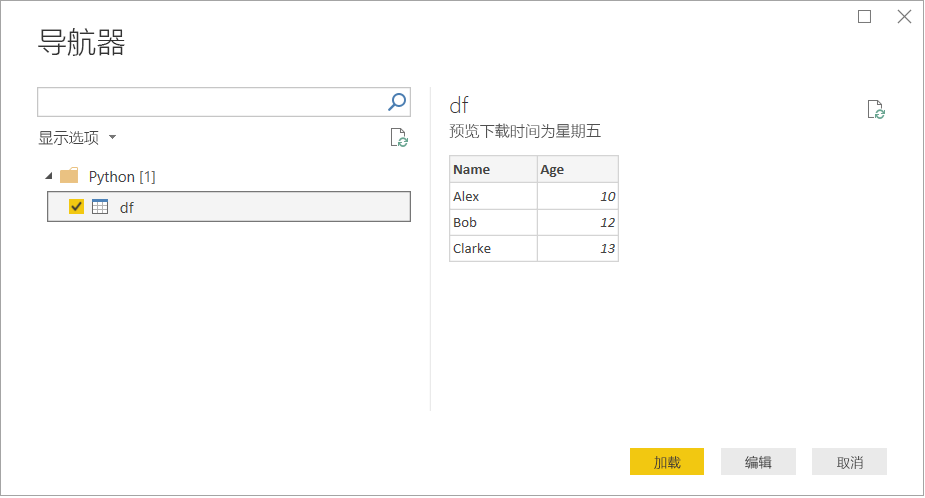 导航器
显示选项
Python [1]
df
df
预览下载时间为星期五
Name Age
Alex 10
Bob 12
Clarke 13
加载 编辑 取消